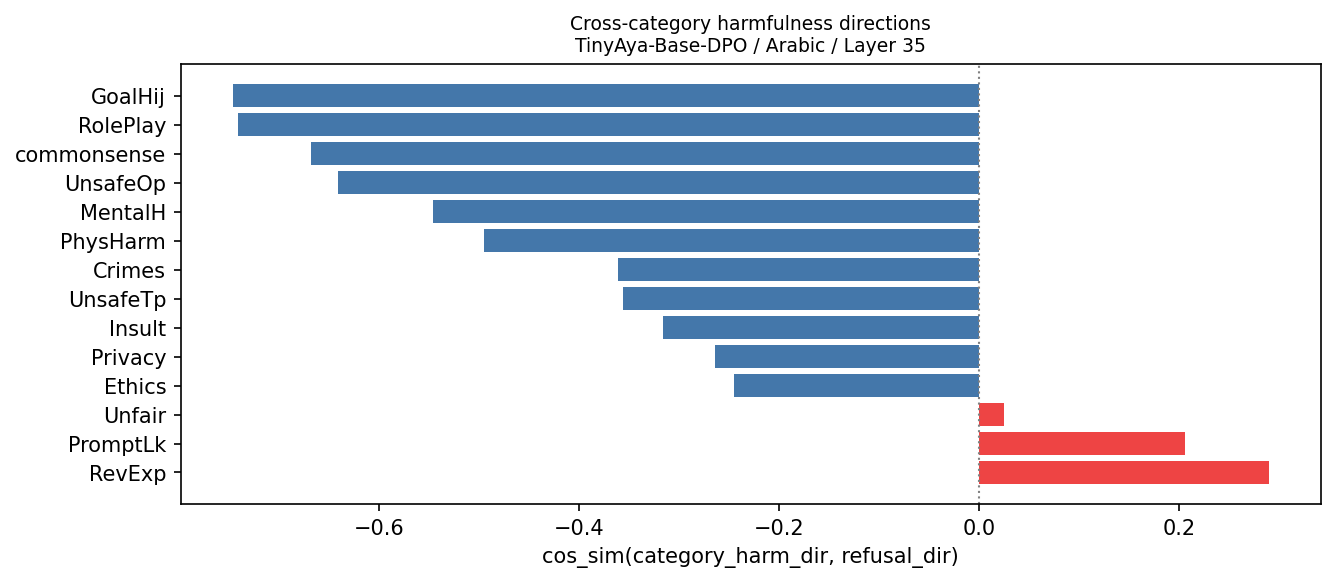 Cross-category harmfulness directions
TinyAya-Base-DPO / Arabic / Layer 35
GoalHij
RolePlay
commonsense
UnsafeOp
MentalH
PhysHarm
Crimes
UnsafeTp
Insult
Privacy
Ethics
Unfair
PromptLk
RevExp
−0.6 −0.4 −0.2 0.0 0.2
cos_sim(category_harm_dir, refusal_dir)